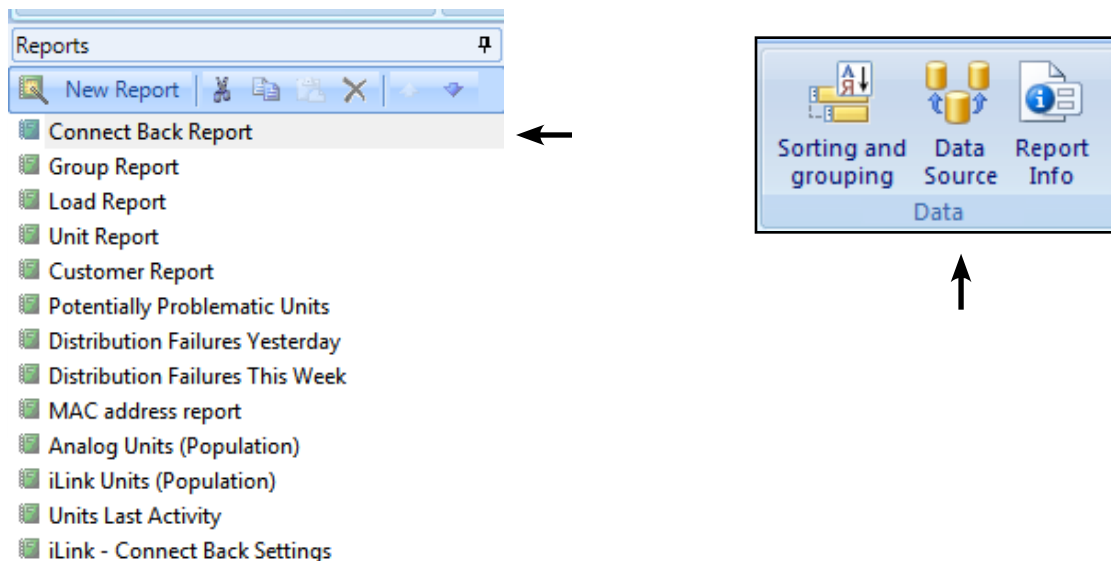 Reports
New Report
Connect Back Report
Group Report
Load Report
Unit Report
Customer Report
Potentially Problematic Units
Distribution Failures Yesterday
Distribution Failures This Week
MAC address report
Analog Units (Population)
iLink Units (Population)
Units Last Activity
iLink - Connect Back Settings
А
Я
Sorting and
grouping
Data
Source
Report
Info
Data